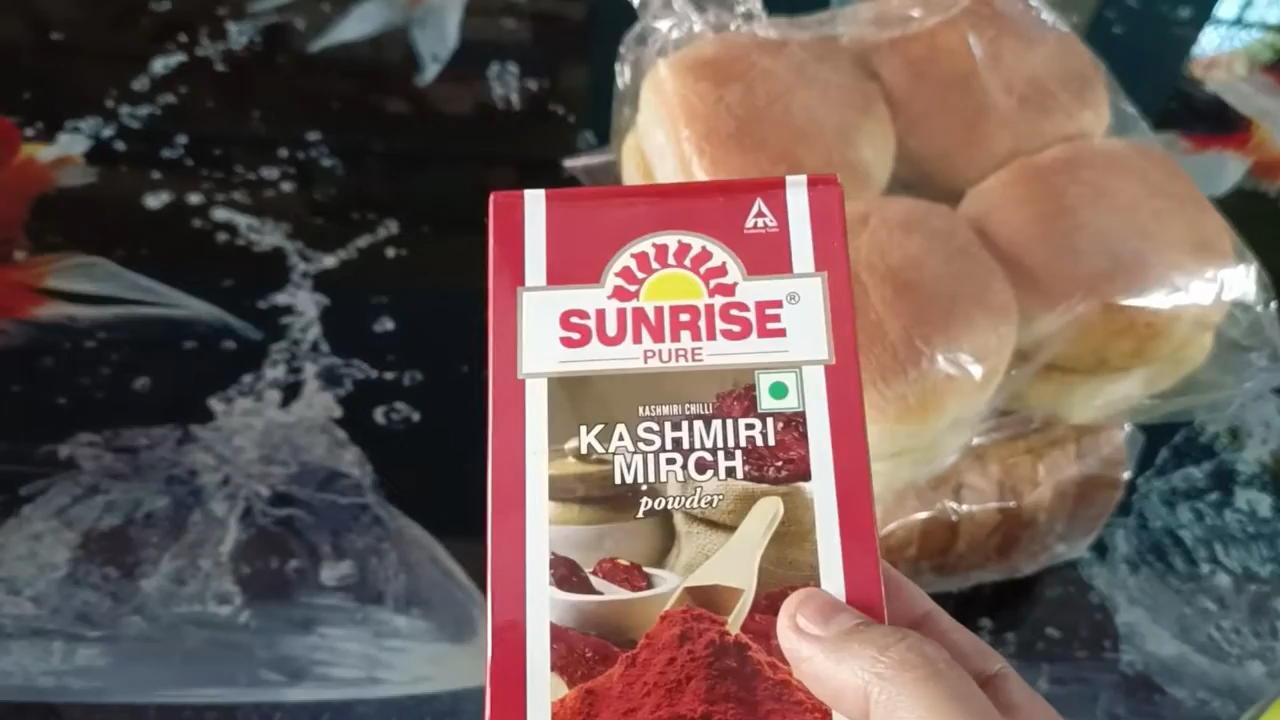 SUNRISE®
PURE
KASHMIRI CHILLI
KASHMIRI
MIRCH
powder